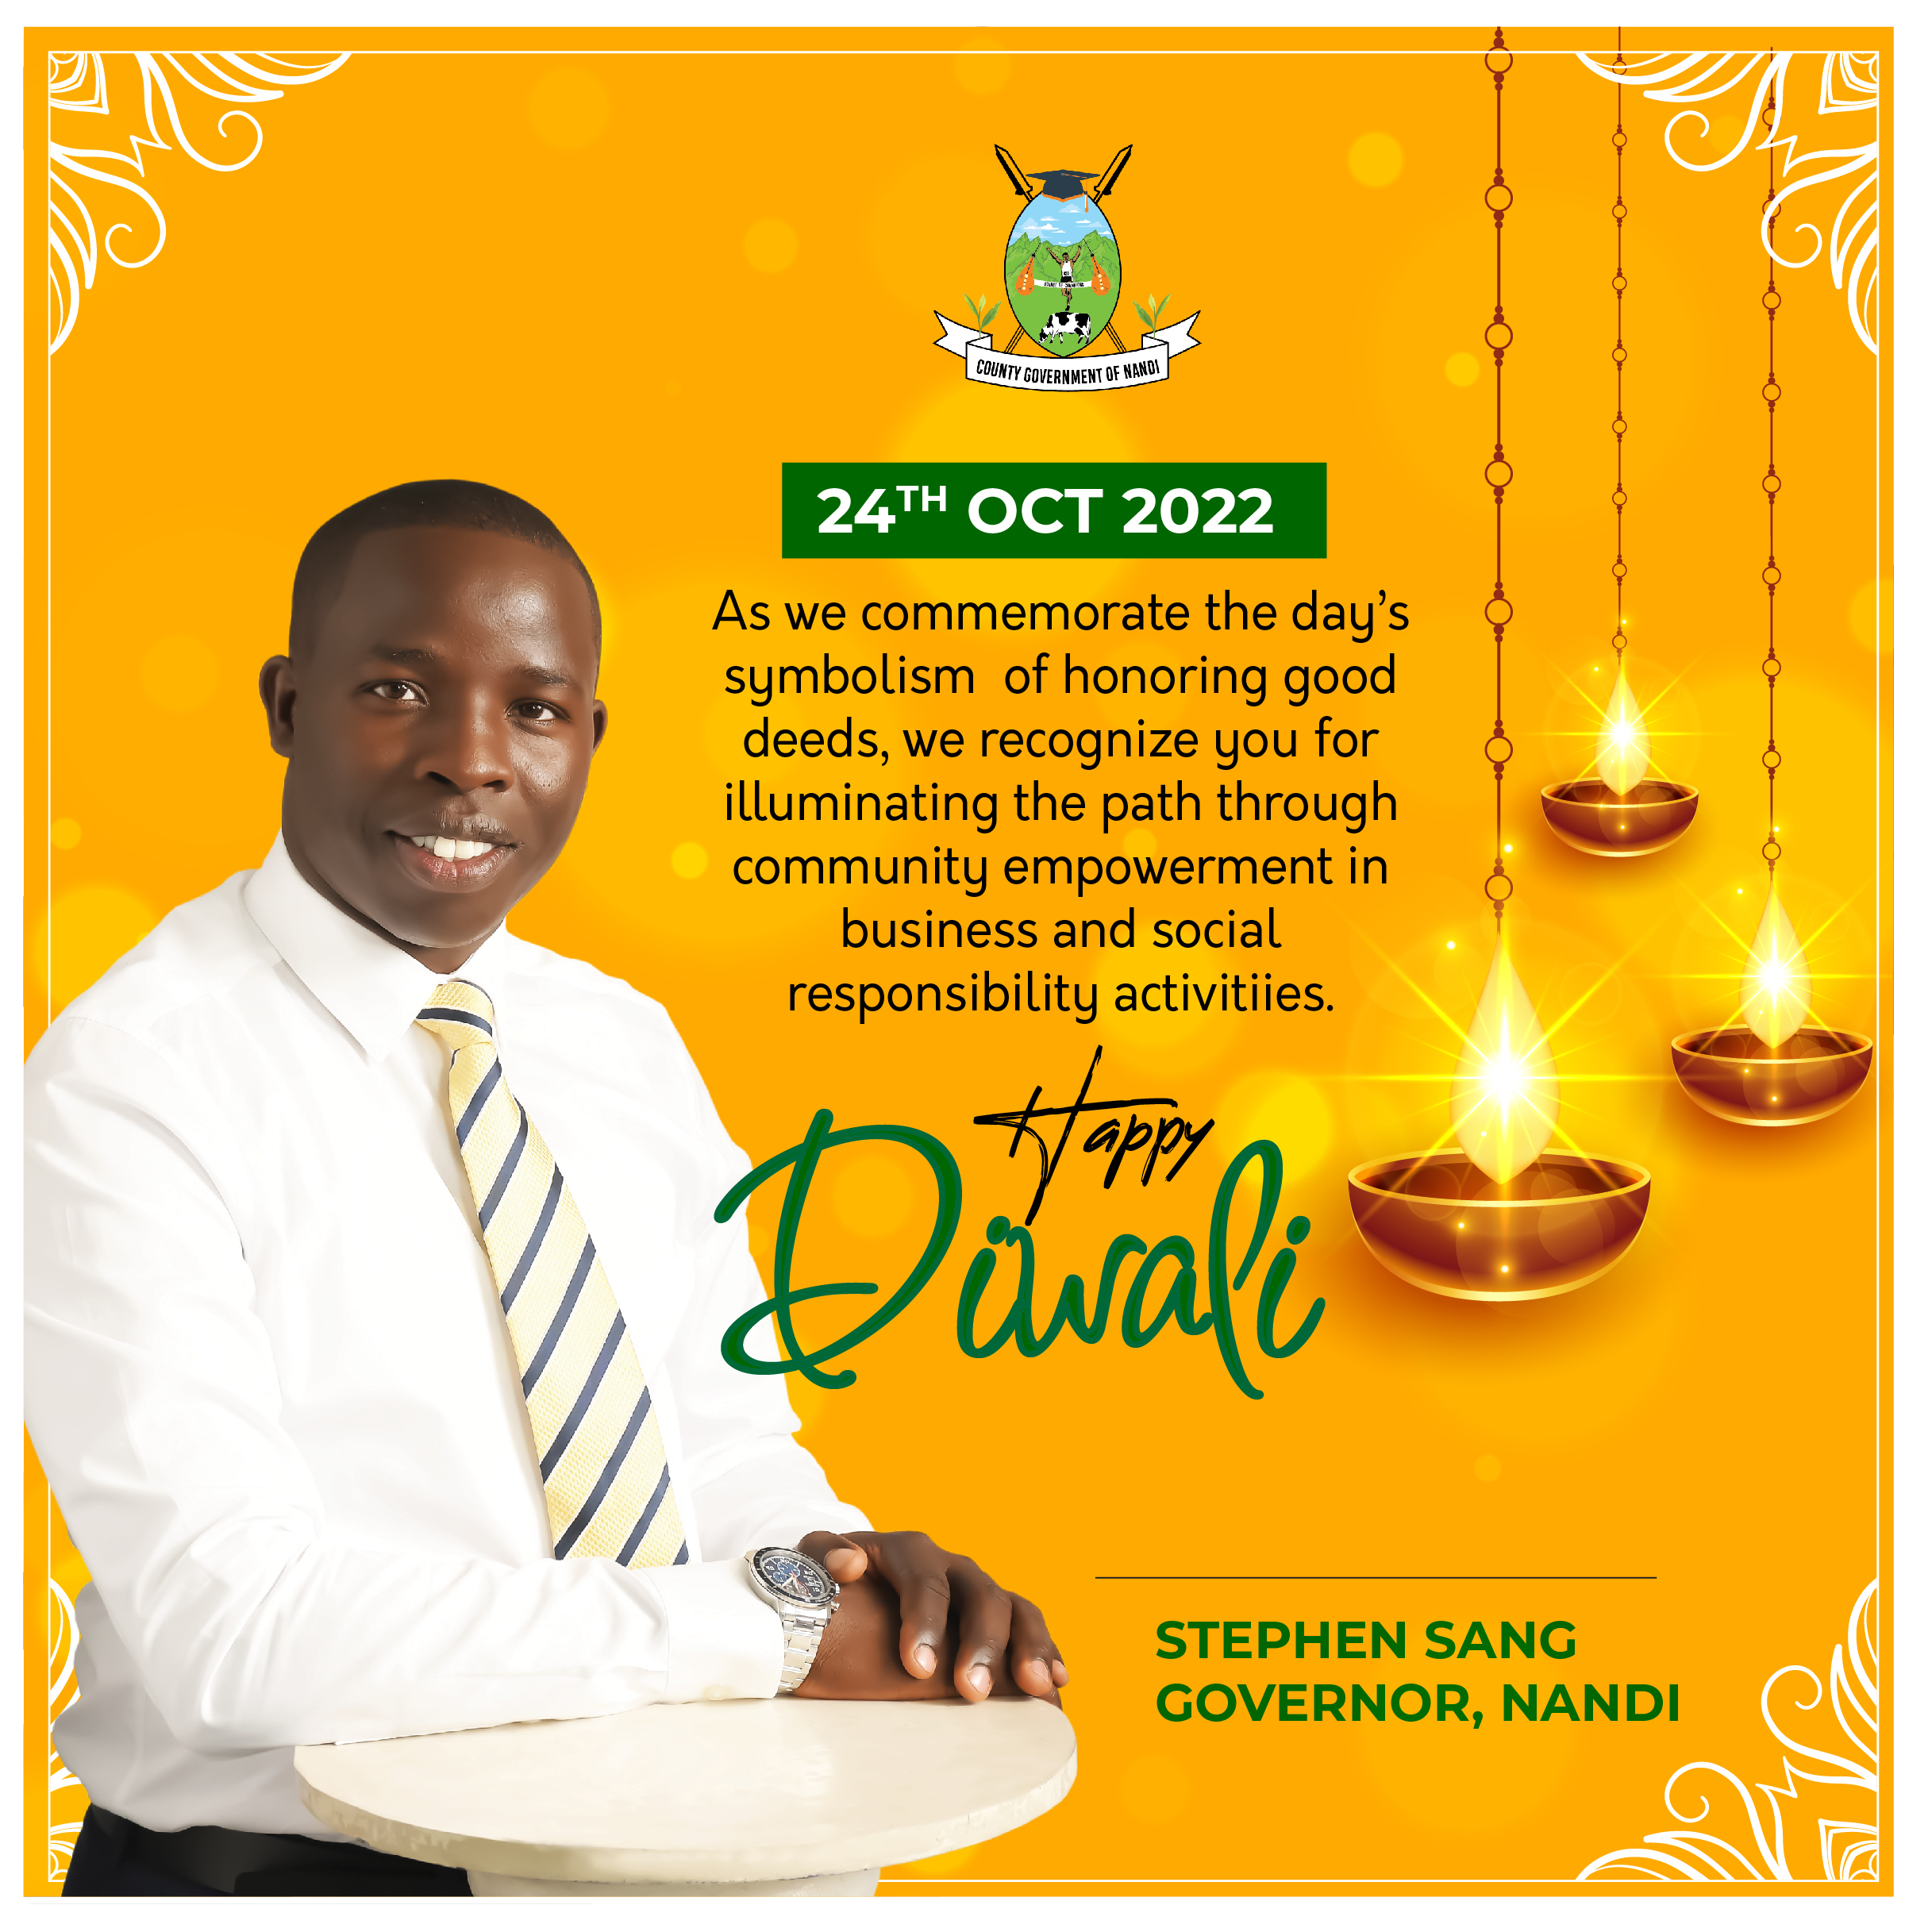 COUNTY GOVERNMENT OF NANDI
24TH OCT 2022
As we commemorate the day's
symbolism of honoring good
deeds, we recognize you for
illuminating the path through
community empowerment in
business and social
responsibility activitiies.
Happy
Diwali
STEPHEN SANG
GOVERNOR, NANDI